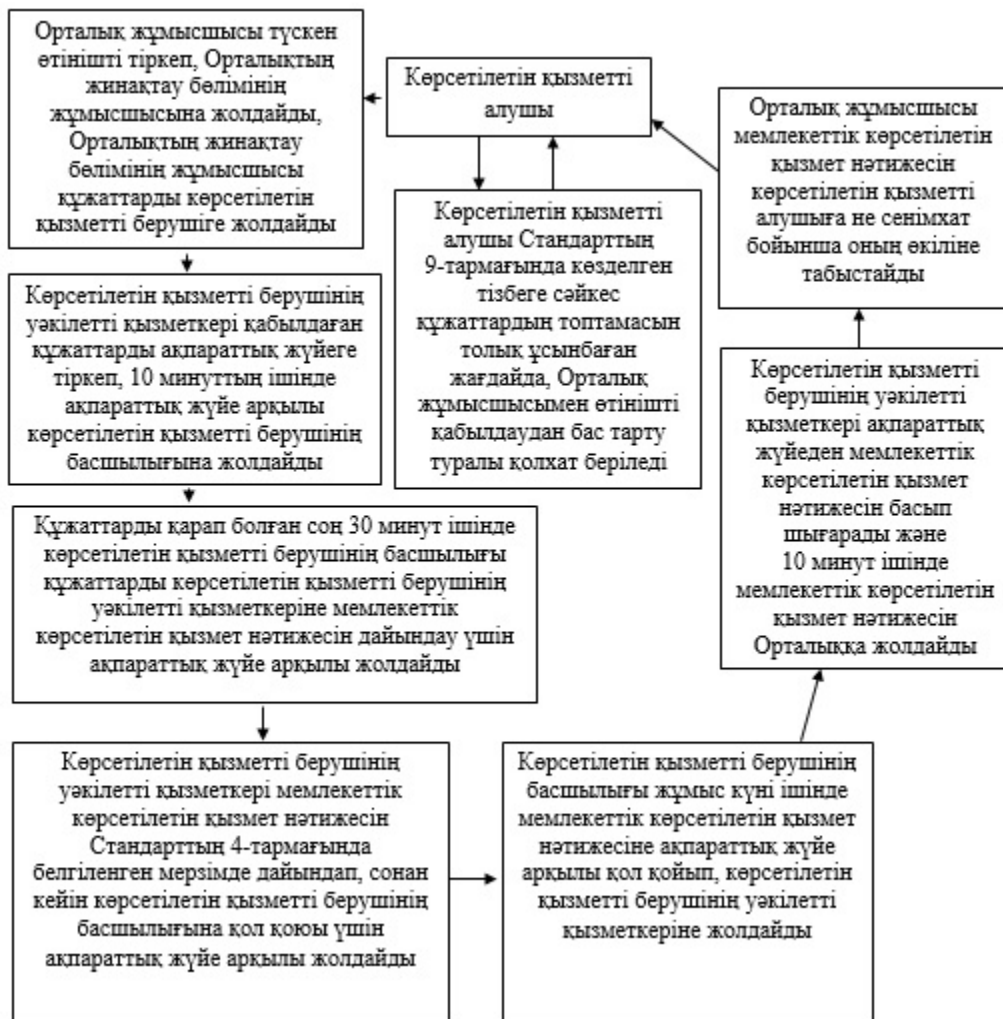 Орталық жұмысшысы түскен
өтінішті тіркеп, Орталықтың
жинақтау бөлімінің
жұмысшысына жолдайды,
Орталықтың жинақтау
бөлімінің жұмысшысы
құжаттарды көрсетілетін
қызметті берушіге жолдайды
Көрсетілетін қызметті
алушы
Көрсетілетін қызметті
алушы Стандарттың
9-тармағында көзделген
тізбеге сәйкес
құжаттардың топтамасын
толық ұсынбаған
жағдайда, Орталық
жұмысшысымен өтінішті
қабылдаудан бас тарту
туралы қолхат беріледі
Көрсетілетін қызметті берушінің
уәкілетті қызметкері қабылдаған
құжаттарды ақпараттық жүйеге
тіркеп, 10 минуттың ішінде
ақпараттық жүйе арқылы
көрсетілетін қызметті берушінің
басшылығына жолдайды
Құжаттарды қарап болған соң 30 минут ішінде
көрсетілетін қызметті берушінің басшылығы
құжаттарды көрсетілетін қызметті берушінің
уәкілетті қызметкеріне мемлекеттік
көрсетілетін қызмет нәтижесін дайындау үшін
ақпараттық жүйе арқылы жолдайды
Көрсетілетін қызметті берушінің
уәкілетті қызметкері мемлекеттік
көрсетілетін қызмет нәтижесін
Стандарттың 4-тармағында
белгіленген мерзімде дайындап, сонан
кейін көрсетілетін қызметті берушінің
басшылығына қол қоюы үшін
ақпараттық жүйе арқылы жолдайды
Көрсетілетін қызметті берушінің
басшылығы жұмыс күні ішінде
мемлекеттік көрсетілетін қызмет
нәтижесіне ақпараттық жүйе
арқылы қол қойып, көрсетілетін
қызметті берушінің уәкілетті
қызметкеріне жолдайды
Көрсетілетін қызметті
берушінің уәкілетті
қызметкері ақпараттық
жүйеден мемлекеттік
көрсетілетін қызмет
нәтижесін басып
шығарады және
10 минут ішінде
мемлекеттік көрсетілетін
қызмет нәтижесін
Орталыққа жолдайды
Орталық жұмысшысы
мемлекеттік көрсетілетін
қызмет нәтижесін
көрсетілетін қызметті
алушыға не сенімхат
бойынша оның өкіліне
табыстайды